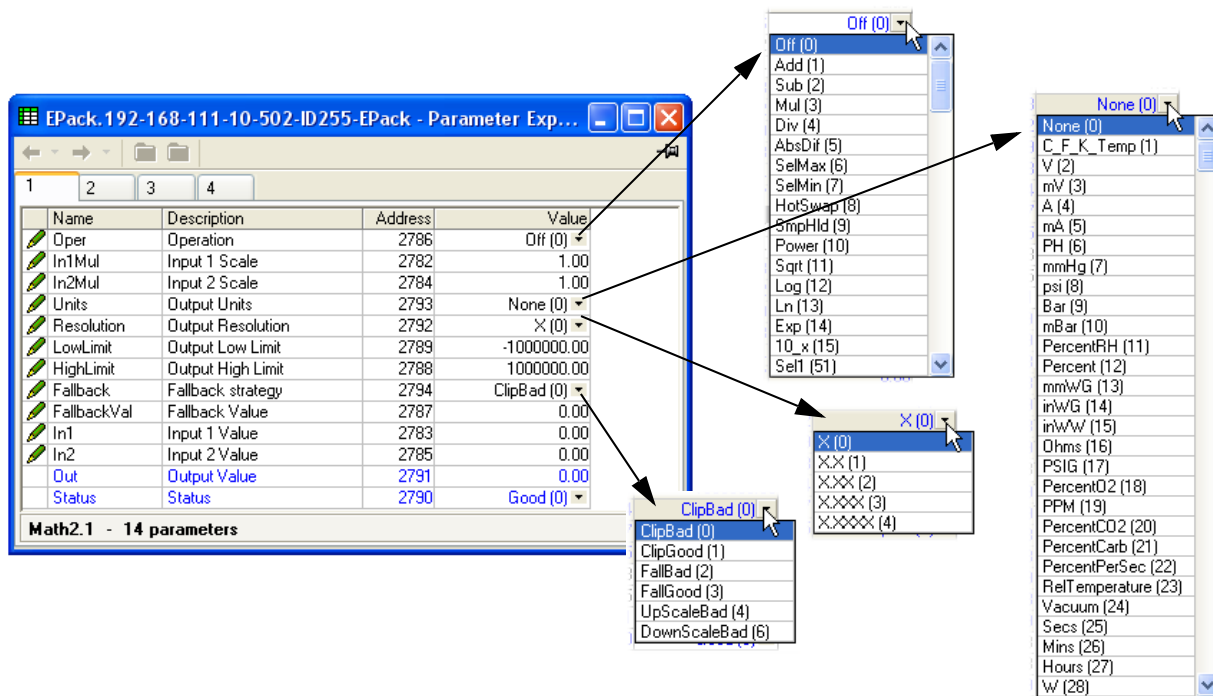 EPack.192-168-111-10-502-ID255-EPack - Parameter Exp...
1 2 3 4
Name Description Address Value
Oper Operation 2786 Off (0)
In1Mul Input 1 Scale 2782 1.00
In2Mul Input 2 Scale 2784 1.00
Units Output Units 2793 None (0)
Resolution Output Resolution 2792 X (0)
LowLimit Output Low Limit 2789 -1000000.00
HighLimit Output High Limit 2788 1000000.00
Fallback Fallback strategy 2794 ClipBad (0)
FallbackVal Fallback Value 2787 0.00
In1 Input 1 Value 2783 0.00
In2 Input 2 Value 2785 0.00
Out Output Value 2791 0.00
Status Status 2790 Good (0)
Math2.1 - 14 parameters
Off (0)
Off (0)
Add (1)
Sub (2)
Mul (3)
Div (4)
AbsDif (5)
SelMax (6)
SelMin (7)
HotSwap (8)
SmpHld (9)
Power (10)
Sqrt (11)
Log (12)
Ln (13)
Exp (14)
10_x (15)
Sel1 (51)
X (0)
X (0)
X.X (1)
X.XX (2)
X.XXX (3)
X.XXXX (4)
ClipBad (0)
ClipBad (0)
ClipGood (1)
FallBad (2)
FallGood (3)
UpScaleBad (4)
DownScaleBad (6)
None (0)
None (0)
C_F_K_Temp (1)
V (2)
mV (3)
A (4)
mA (5)
PH (6)
mmHg (7)
psi (8)
Bar (9)
mBar (10)
PercentRH (11)
Percent (12)
mmWG (13)
inWG (14)
inWW (15)
Ohms (16)
PSIG (17)
PercentO2 (18)
PPM (19)
PercentCO2 (20)
PercentCarb (21)
PercentPerSec (22)
RelTemperature (23)
Vacuum (24)
Secs (25)
Mins (26)
Hours (27)
W (28)